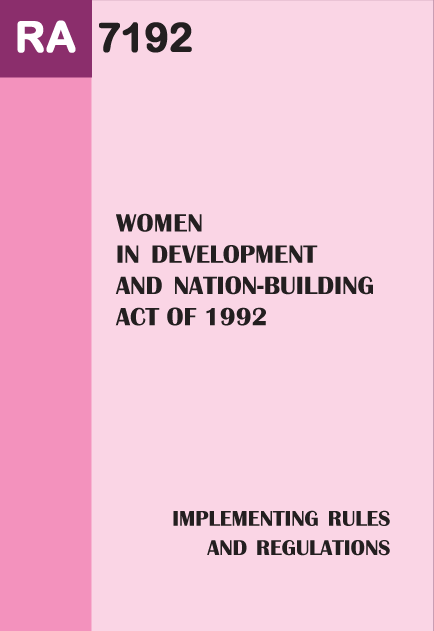 RA 7192
WOMEN
IN DEVELOPMENT
AND NATION-BUILDING
ACT OF 1992
IMPLEMENTING RULES
AND REGULATIONS